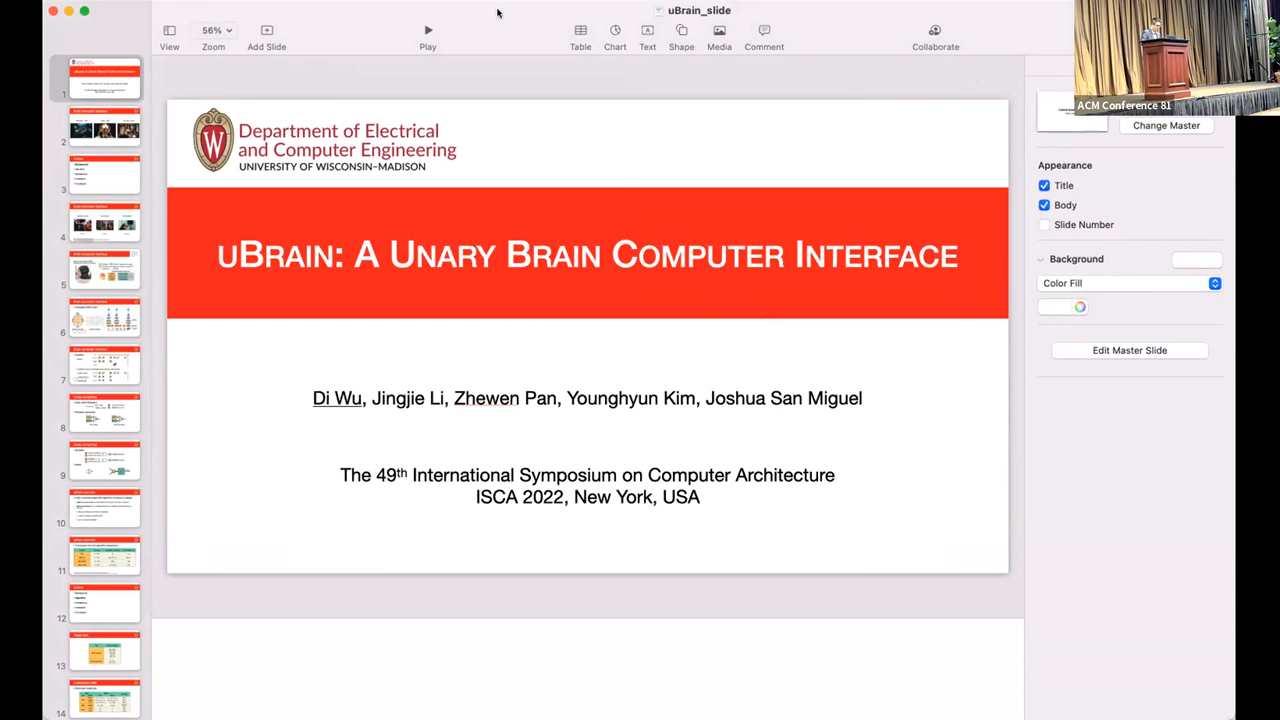 uBrain_slide
56%
View
Zoom
Add Slide
Play
Table
Chart
Text
Shape
Media
Comment
Collaborate
ACM Conference 81
Change Master
Appearance
Title
Body
Slide Number
Background
Color Fill
Edit Master Slide
1
2
3
4
5
6
7
8
9
10
11
12
13
14
Department of Electrical
and Computer Engineering
UNIVERSITY OF WISCONSIN–MADISON
UBRAIN: A UNARY BRAIN COMPUTER INTERFACE
Di Wu, Jingjie Li, Zhewen Pan, Younghyun Kim, Joshua San Miguel
The 49th International Symposium on Computer Architecture
ISCA 2022, New York, USA